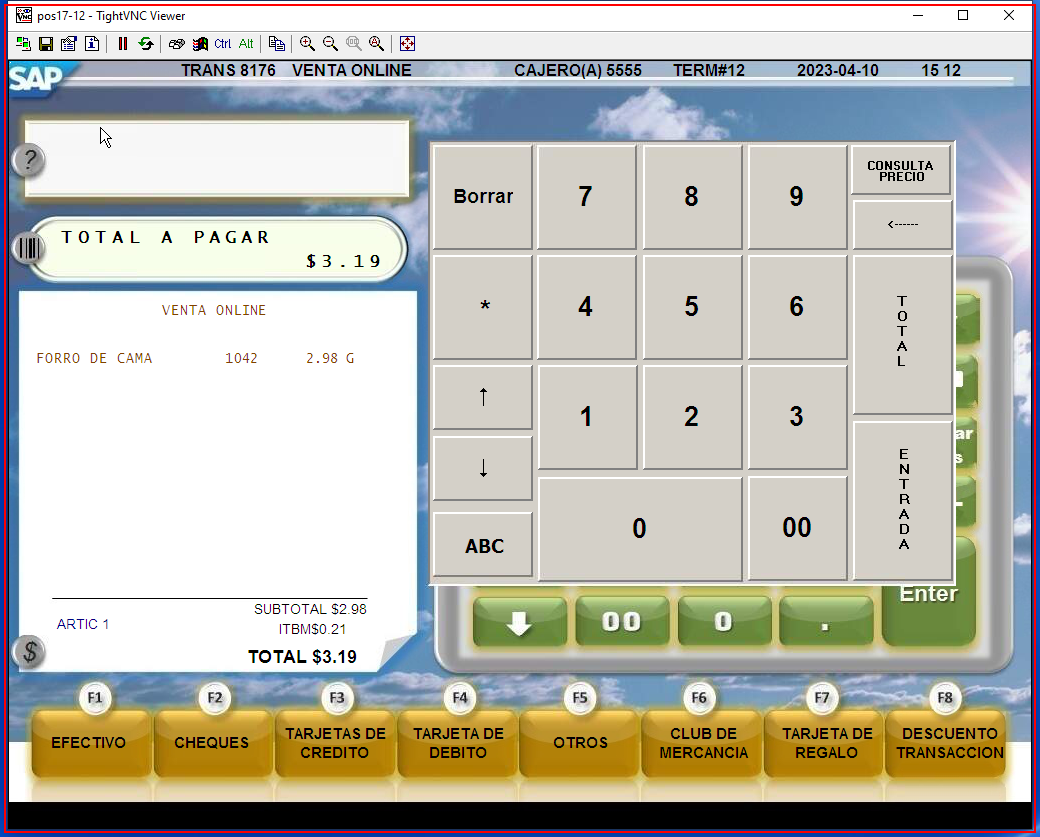 pos17-12 - TightVNC Viewer
Ctrl Alt
SAP TRANS 8176 VENTA ONLINE CAJERO(A) 5555 TERM#12 2023-04-10 15 12
?
TOTAL A PAGAR
$3.19
VENTA ONLINE
FORRO DE CAMA 1042 2.98 G
SUBTOTAL $2.98
ARTIC 1
ITBM$0.21
TOTAL $3.19
$
Borrar 7 8 9 CONSULTA
PRECIO
<------
* 4 5 6 TOTAL
↑ 1 2 3
↓
ENTRADA
ABC 0 00
ar
s
Enter
00 0 .
F1 F2 F3 F4 F5 F6 F7 F8
EFECTIVO
CHEQUES
TARJETAS DE
CREDITO
TARJETA DE
DEBITO
OTROS
CLUB DE
MERCANCIA
TARJETA DE
REGALO
DESCUENTO
TRANSACCION